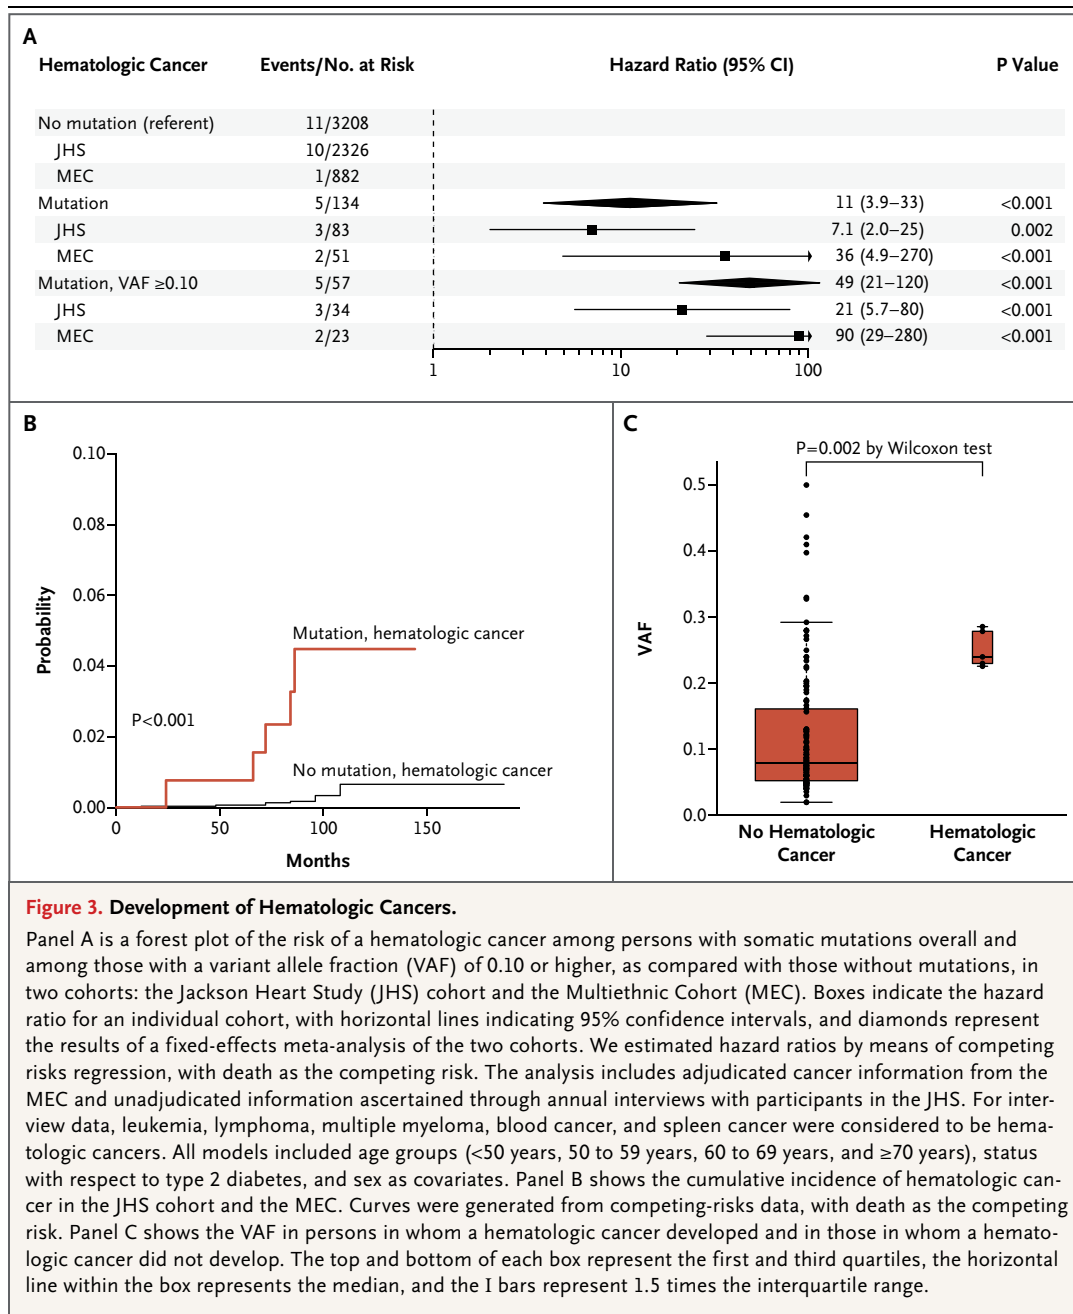 A
Hematologic Cancer Events/No. at Risk Hazard Ratio (95% CI) P Value
No mutation (referent) 11/3208
JHS 10/2326
MEC 1/882
Mutation 5/134 11 (3.9–33) <0.001
JHS 3/83 7.1 (2.0–25) 0.002
MEC 2/51 36 (4.9–270) <0.001
Mutation, VAF ≥0.10 5/57 49 (21–120) <0.001
JHS 3/34 21 (5.7–80) <0.001
MEC 2/23 90 (29–280) <0.001
1 10 100
B
0.10
0.08
0.06
0.04
0.02
0.00
Probability
Mutation, hematologic cancer
P<0.001
No mutation, hematologic cancer
0 50 100 150
Months
C
P=0.002 by Wilcoxon test
0.5
0.4
0.3
0.2
0.1
0.0
VAF
No Hematologic Cancer
Hematologic Cancer
Figure 3. Development of Hematologic Cancers.
Panel A is a forest plot of the risk of a hematologic cancer among persons with somatic mutations overall and
among those with a variant allele fraction (VAF) of 0.10 or higher, as compared with those without mutations, in
two cohorts: the Jackson Heart Study (JHS) cohort and the Multiethnic Cohort (MEC). Boxes indicate the hazard
ratio for an individual cohort, with horizontal lines indicating 95% confidence intervals, and diamonds represent
the results of a fixed-effects meta-analysis of the two cohorts. We estimated hazard ratios by means of competing
risks regression, with death as the competing risk. The analysis includes adjudicated cancer information from the
MEC and unadjudicated information ascertained through annual interviews with participants in the JHS. For inter-
view data, leukemia, lymphoma, multiple myeloma, blood cancer, and spleen cancer were considered to be hema-
tologic cancers. All models included age groups (<50 years, 50 to 59 years, 60 to 69 years, and ≥70 years), status
with respect to type 2 diabetes, and sex as covariates. Panel B shows the cumulative incidence of hematologic can-
cer in the JHS cohort and the MEC. Curves were generated from competing-risks data, with death as the competing
risk. Panel C shows the VAF in persons in whom a hematologic cancer developed and in those in whom a hemato-
logic cancer did not develop. The top and bottom of each box represent the first and third quartiles, the horizontal
line within the box represents the median, and the I bars represent 1.5 times the interquartile range.